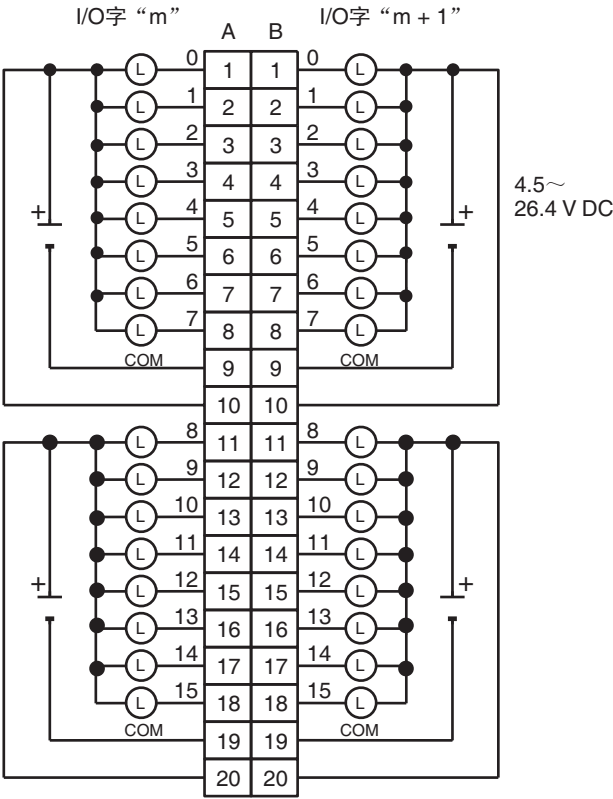 I/O字“m” I/O字“m + 1”
A B
0 1 1 0
L L
1 2 2 1
L L
2 3 3 2
L L
3 4 4 3
L L
4.5～
26.4 V DC
4 5 5 4
+ L L +
5 6 6 5
L L
6 7 7 6
L L
7 8 8 7
L L
COM 9 9 COM
10 10
8 11 11 8
L L
9 12 12 9
L L
10 13 13 10
L L
11 14 14 11
L L
12 15 15 12
+ L L +
13 16 16 13
L L
14 17 17 14
L L
15 18 18 15
L L
COM 19 19 COM
20 20